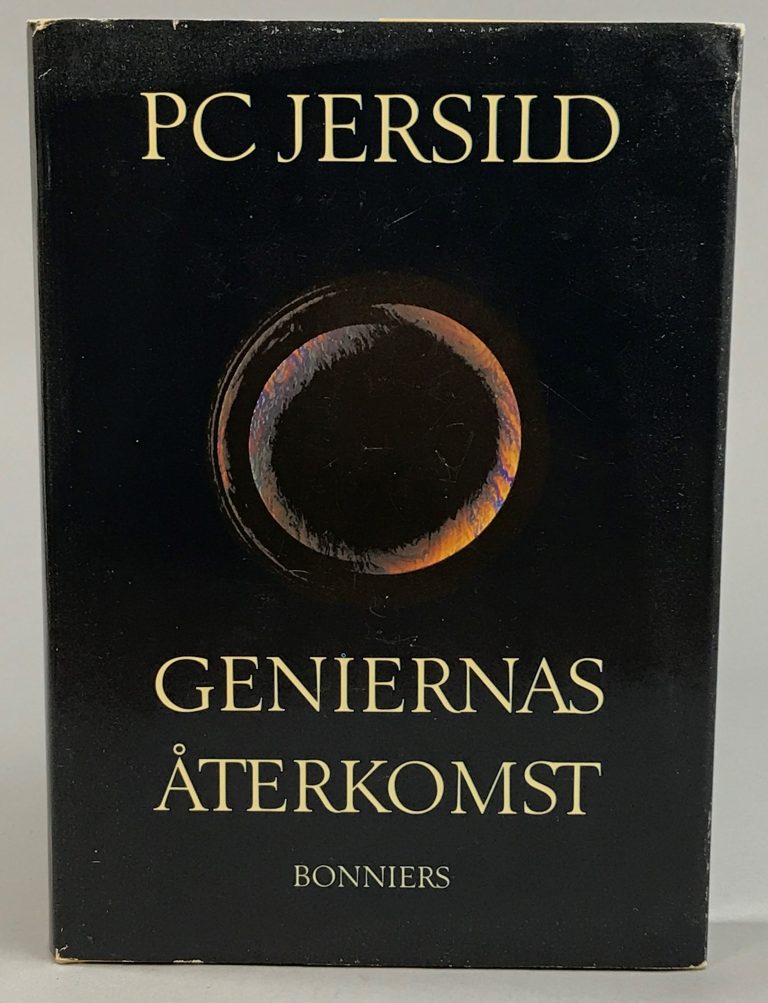 PC JERSILD
GENIERNAS
ÅTERKOMST
BONNIERS